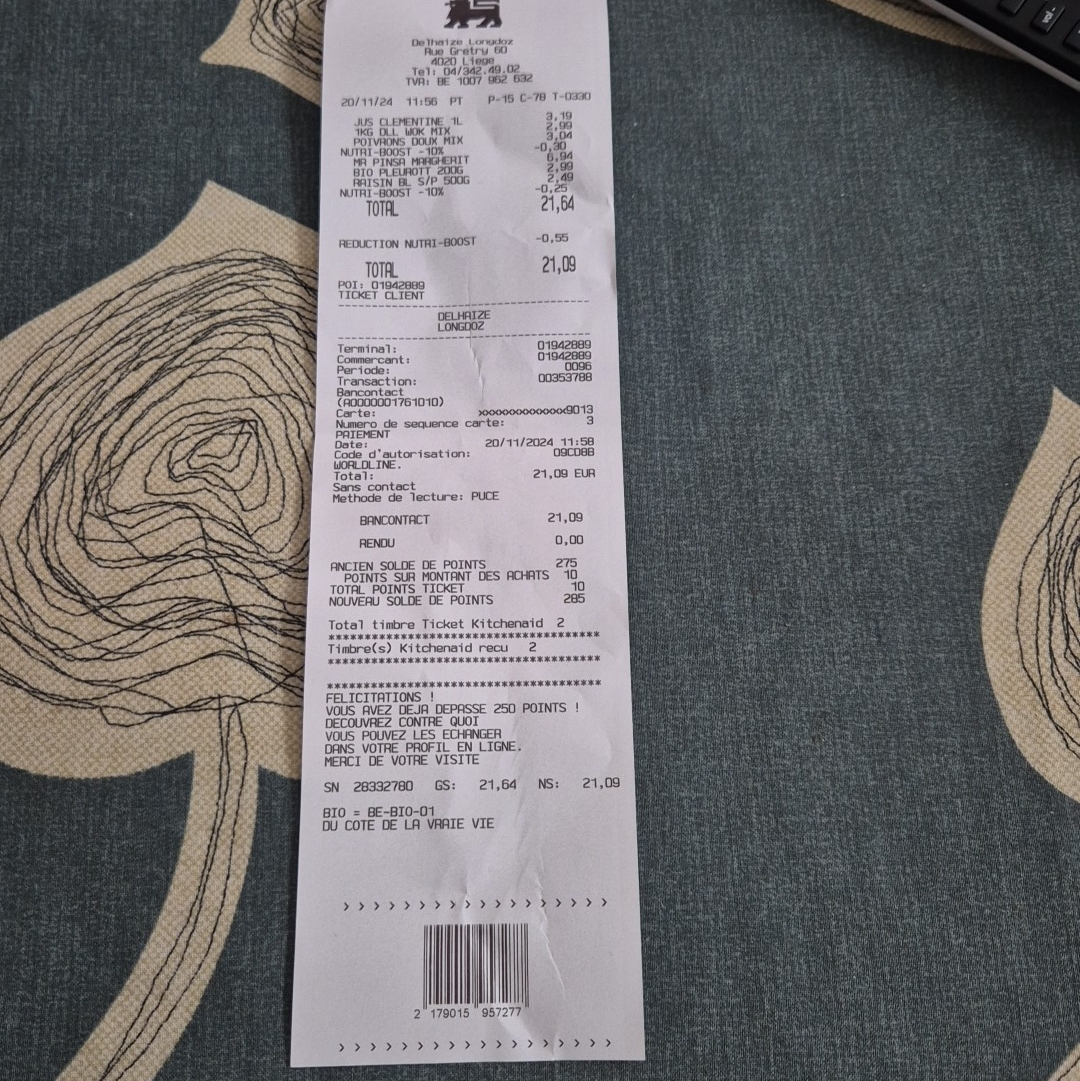 Delhaize Longdoz
Rue Gretry 60
4020 Liege
Tel: 04/342.49.02
TVA: BE 1007 962 632
20/11/24 11:56 PT P-15 C-78 T-0330
JUS CLEMENTINE 1L 3,19
1KG DLL WOK MIX 2,99
POIVRONS DOUX MIX 3,04
NUTRI-BOOST -10% -0,30
MA PINSA MARGHERIT 6,94
BIO PLEUROTT 200G 2,99
RAISIN BL S/P 500G 2,49
NUTRI-BOOST -10% -0,25
TOTAL 21,64
REDUCTION NUTRI-BOOST -0,55
TOTAL 21,09
POI: 01942889
TICKET CLIENT
DELHAIZE
LONGDOZ
Terminal: 01942889
Commercant: 01942889
Periode: 0096
Transaction: 00353788
Bancontact
(A0000001761010)
Carte: xxxxxxxxxxxxx9013
Numero de sequence carte: 3
PAIEMENT
Date: 20/11/2024 11:58
Code d'autorisation: 09CD8B
WORLDLINE.
Total: 21,09 EUR
Sans contact
Methode de lecture: PUCE
BANCONTACT 21,09
RENDU 0,00
ANCIEN SOLDE DE POINTS 275
POINTS SUR MONTANT DES ACHATS 10
TOTAL POINTS TICKET 10
NOUVEAU SOLDE DE POINTS 285
Total timbre Ticket Kitchenaid 2
************************************
Timbre(s) Kitchenaid recu 2
************************************
************************************
FELICITATIONS !
VOUS AVEZ DEJA DEPASSE 250 POINTS !
DECOUVREZ CONTRE QUOI
VOUS POUVEZ LES ECHANGER
DANS VOTRE PROFIL EN LIGNE.
MERCI DE VOTRE VISITE
SN 28332780 GS: 21,64 NS: 21,09
BIO = BE-BIO-01
DU COTE DE LA VRAIE VIE
> > > > > > > > > > > > > > > > > >
2 179015 957277
> > > > > > > > > > > > > > > > > >
vol -